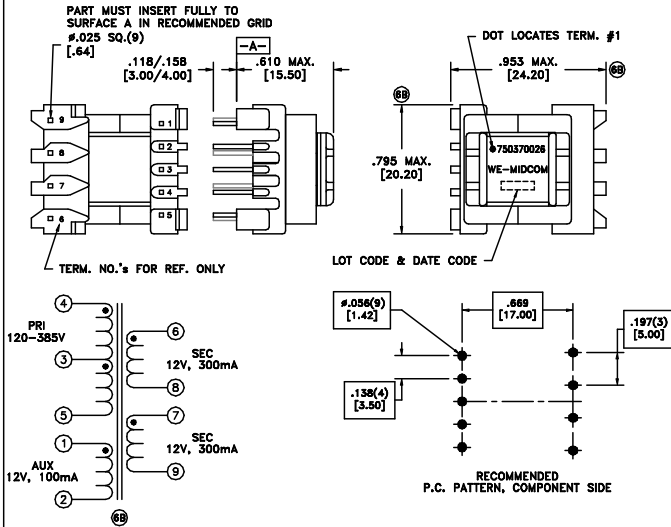 PART MUST INSERT FULLY TO
SURFACE A IN RECOMMENDED GRID
ø.025 SQ.(9)
[.64]
.118/.158
[3.00/4.00]
-A-
.610 MAX.
[15.50]
DOT LOCATES TERM. #1
.953 MAX.
[24.20]
6B
6B
.795 MAX.
[20.20]
9
8
7
6
1
2
3
4
5
750370026
WE-MIDCOM
TERM. NO.'s FOR REF. ONLY
LOT CODE & DATE CODE
4
PRI
120-385V
3
5
1
AUX
12V, 100mA
2
6
SEC
12V, 300mA
8
7
SEC
12V, 300mA
9
6B
ø.056(9)
[1.42]
.669
[17.00]
.197(3)
[5.00]
.138(4)
[3.50]
RECOMMENDED
P.C. PATTERN, COMPONENT SIDE